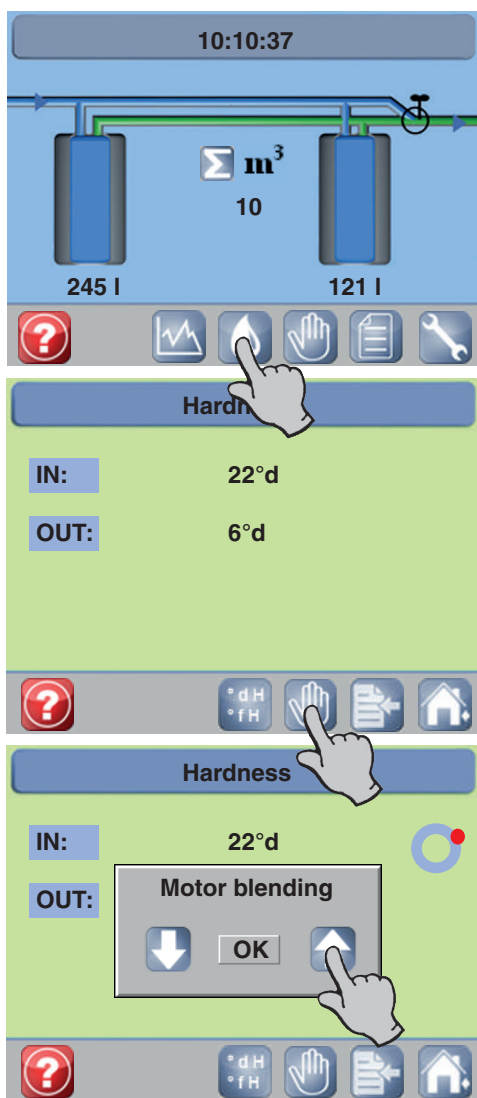 10:10:37
Σ m³
10
245 l 121 l
?
Hardn
IN: 22°d
OUT: 6°d
?
°dH
°fH
Hardness
IN: 22°d
OUT:
Motor blending
OK
?
°dH
°fH